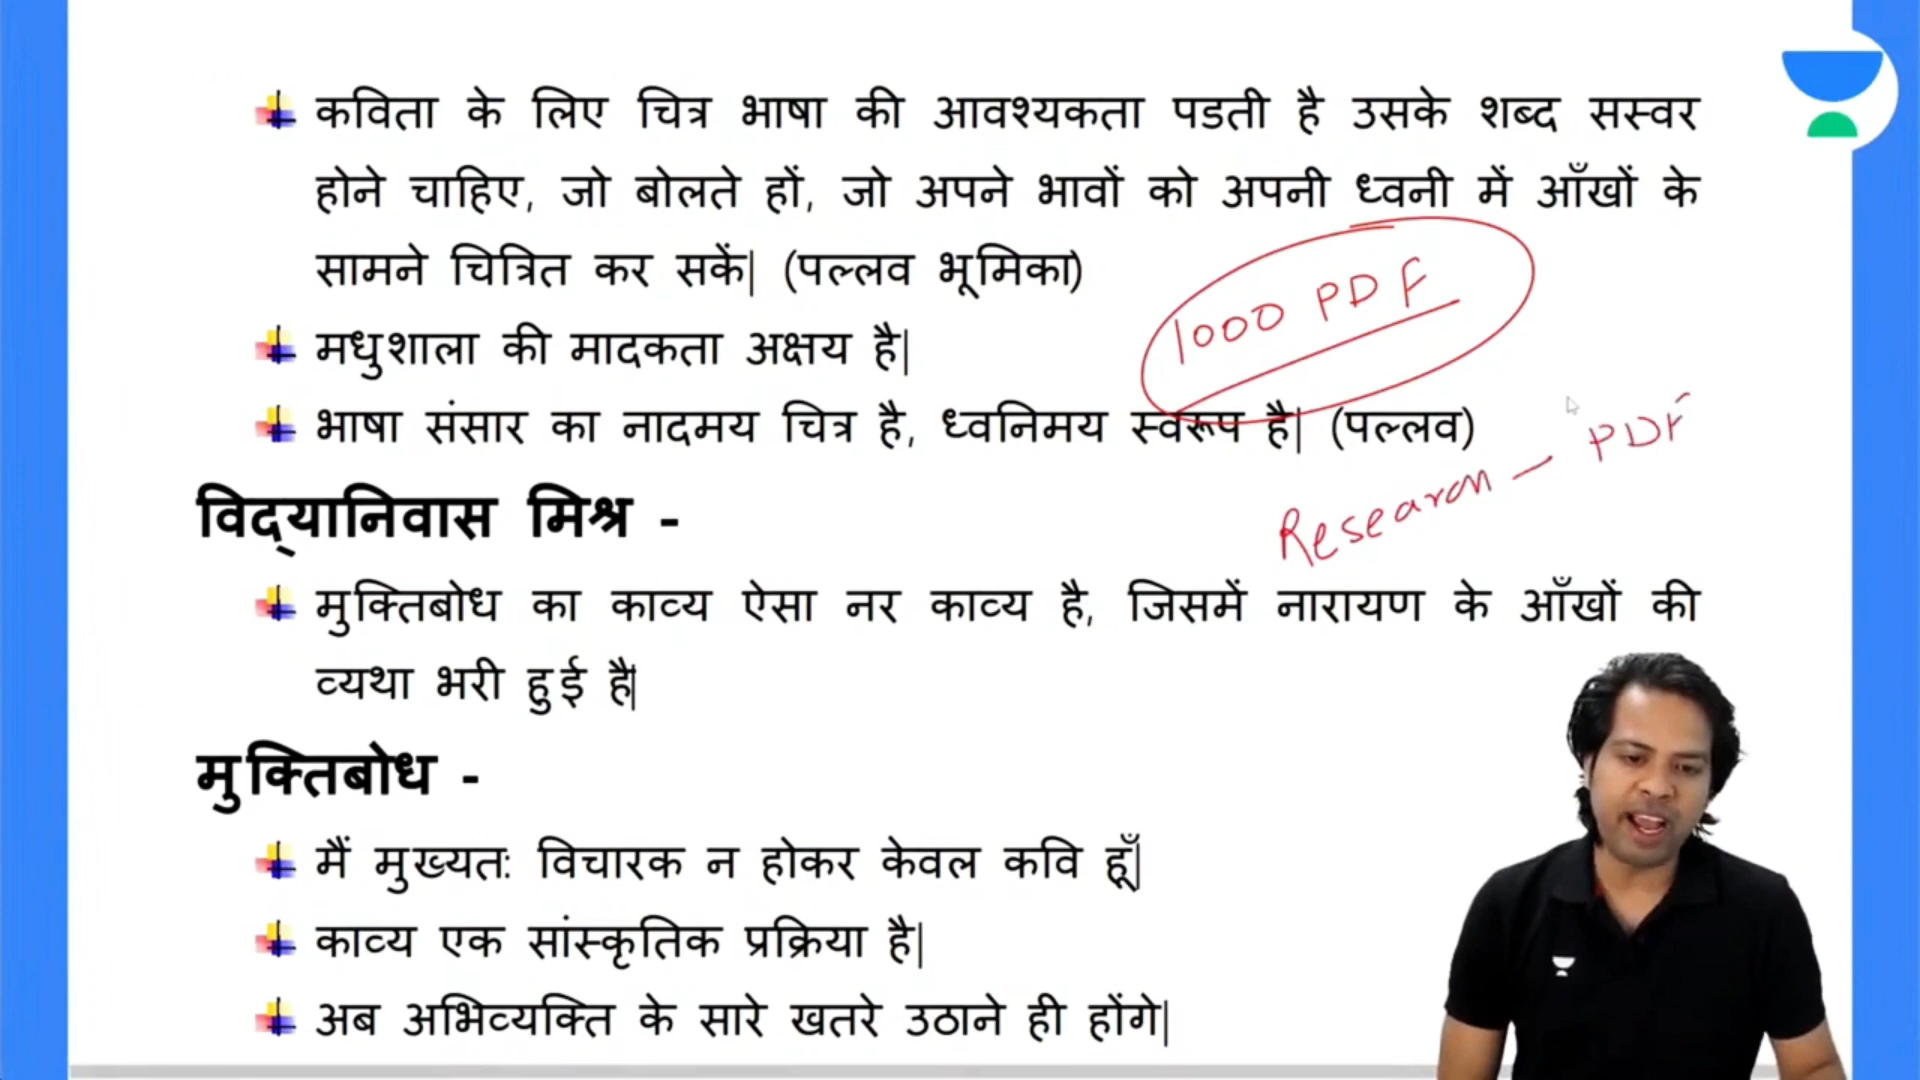 कविता के लिए चित्र भाषा की आवश्यकता पडती है उसके शब्द सस्वर
होने चाहिए, जो बोलते हों, जो अपने भावों को अपनी ध्वनी में आँखों के
सामने चित्रित कर सकें| (पल्लव भूमिका)
1000 PDF
मधुशाला की मादकता अक्षय है|
भाषा संसार का नादमय चित्र है, ध्वनिमय स्वरूप है| (पल्लव)
Research – PDF
विद्यानिवास मिश्र -
मुक्तिबोध का काव्य ऐसा नर काव्य है, जिसमें नारायण के आँखों की
व्यथा भरी हुई है|
मुक्तिबोध -
मैं मुख्यत: विचारक न होकर केवल कवि हूँ|
काव्य एक सांस्कृतिक प्रक्रिया है|
अब अभिव्यक्ति के सारे खतरे उठाने ही होंगे|